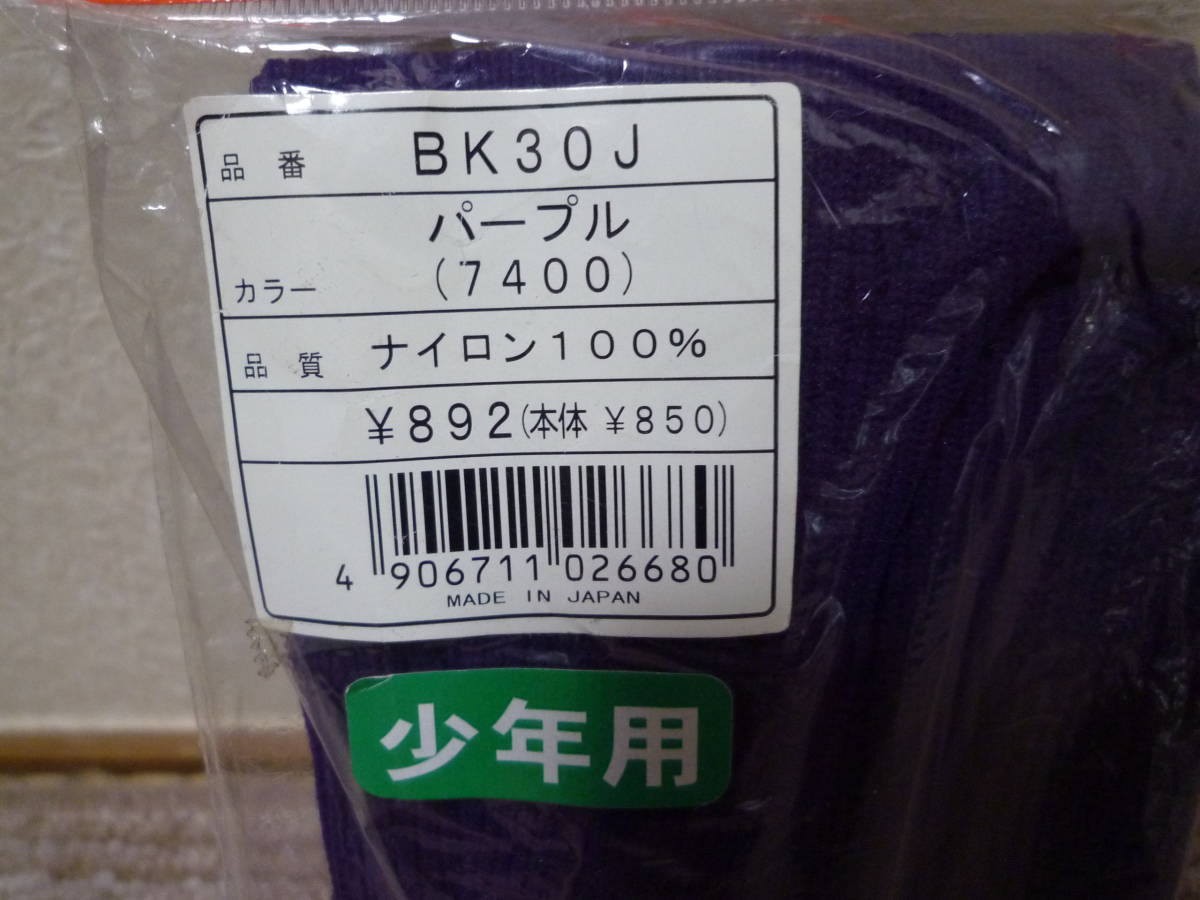 品番 BK30J
パープル
カラー (7400)
品質 ナイロン100%
¥892(本体 ¥850)
4 906711 026680
MADE IN JAPAN
少年用